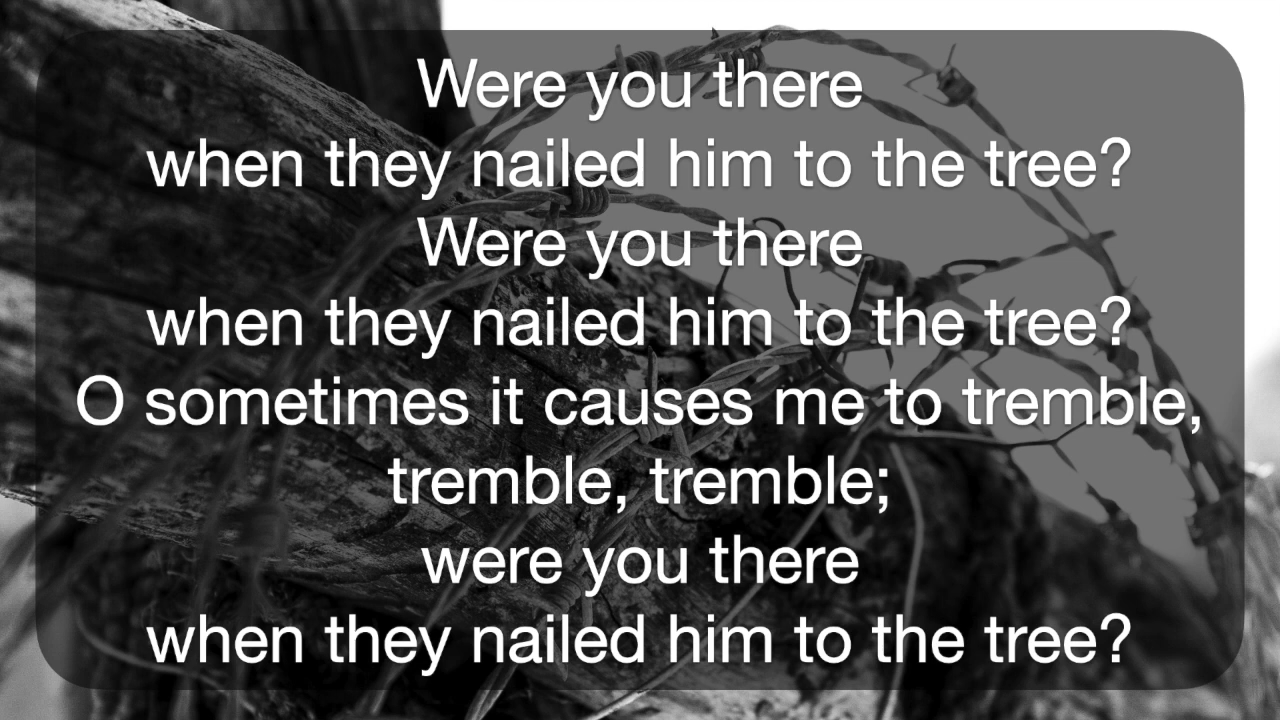 Were you there
when they nailed him to the tree?
Were you there
when they nailed him to the tree?
O sometimes it causes me to tremble,
tremble, tremble;
were you there
when they nailed him to the tree?